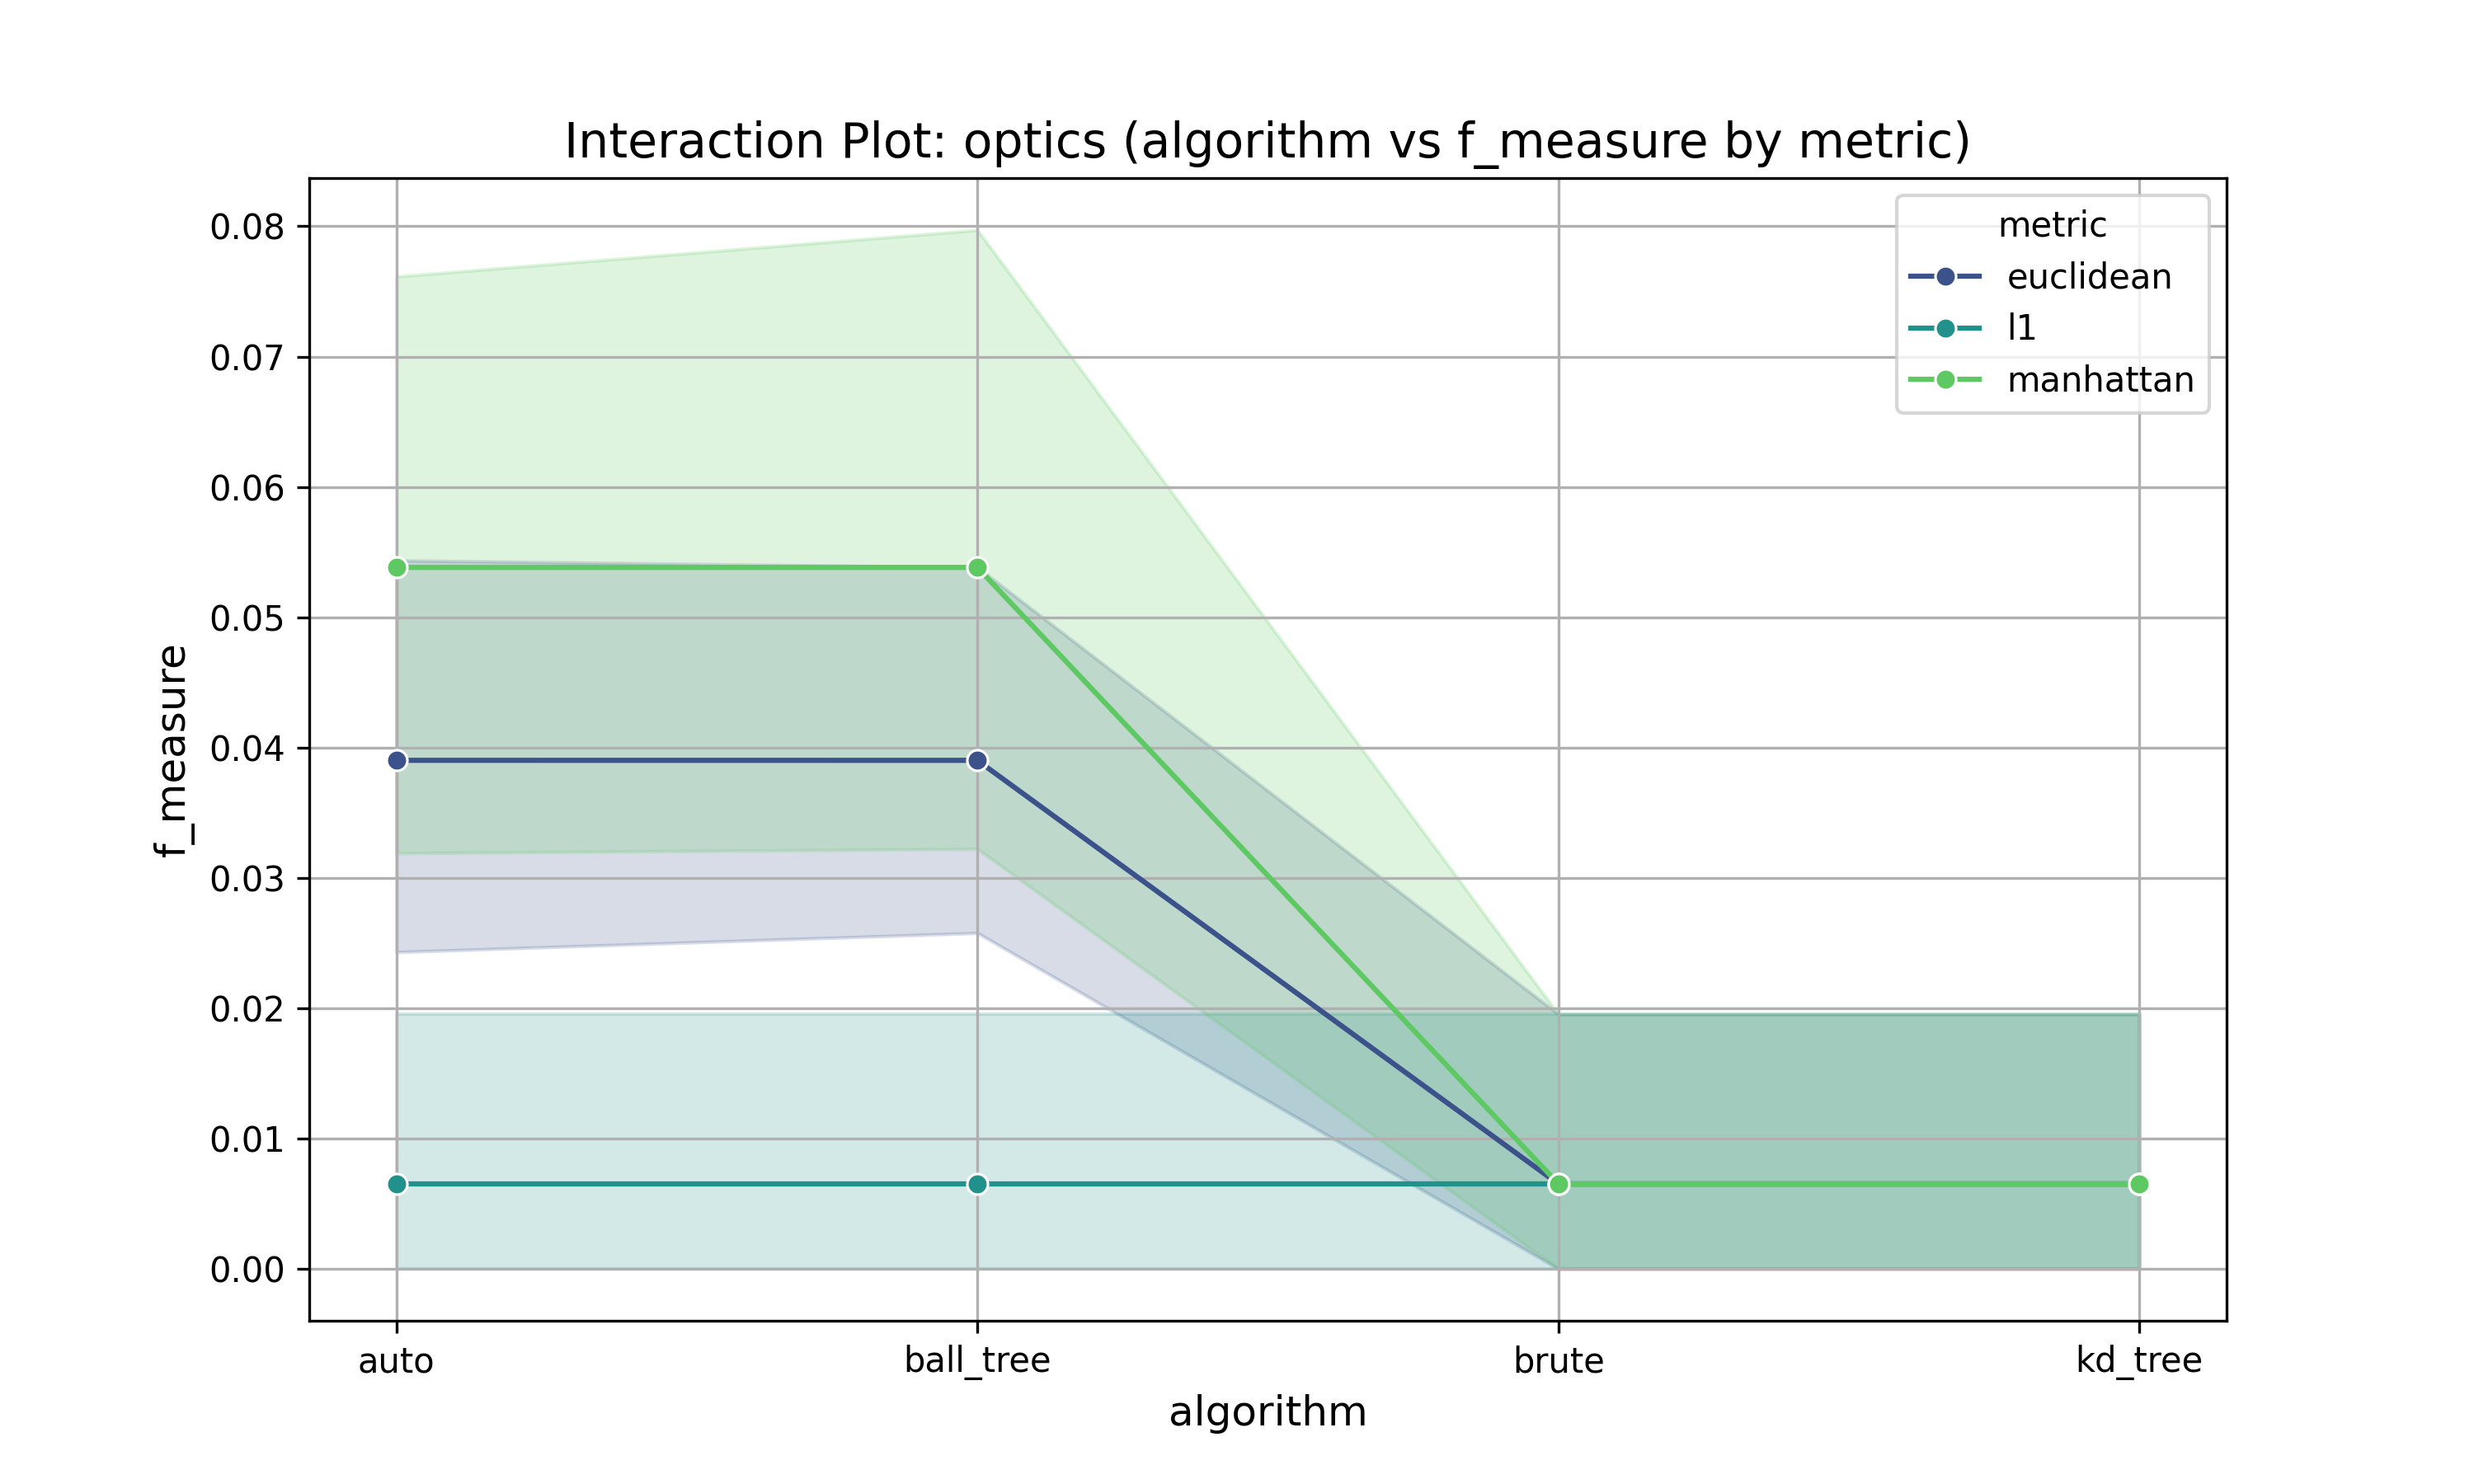 Interaction Plot: optics (algorithm vs f_measure by metric)
metric
euclidean
l1
manhattan
0.08
0.07
0.06
0.05
0.04
0.03
0.02
0.01
0.00
f_measure
auto
ball_tree
brute
kd_tree
algorithm